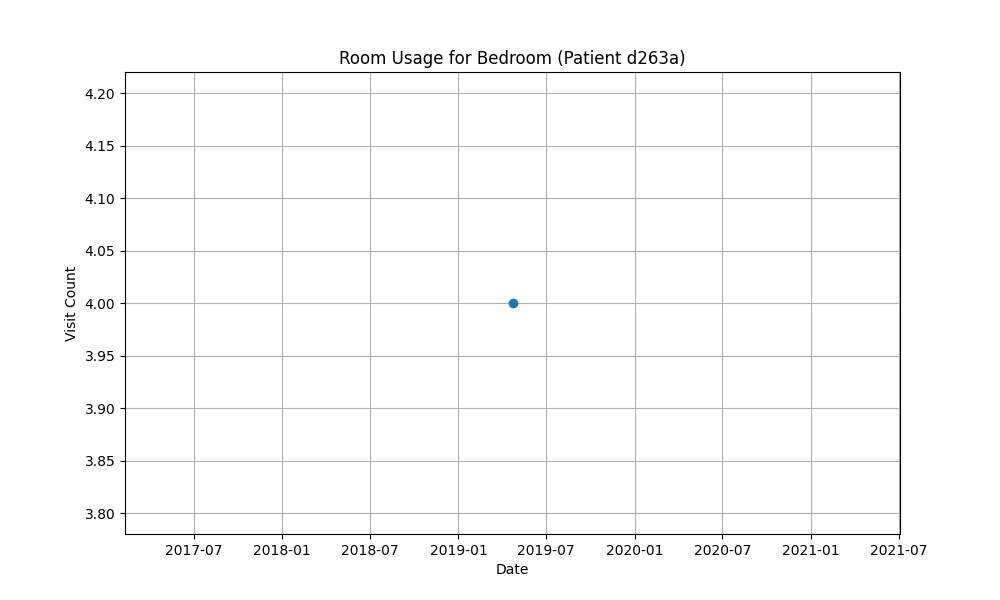 Room Usage for Bedroom (Patient d263a)
4.20
4.15
4.10
4.05
4.00
3.95
3.90
3.85
3.80
Visit Count
2017-07 2018-01 2018-07 2019-01 2019-07 2020-01 2020-07 2021-01 2021-07
Date